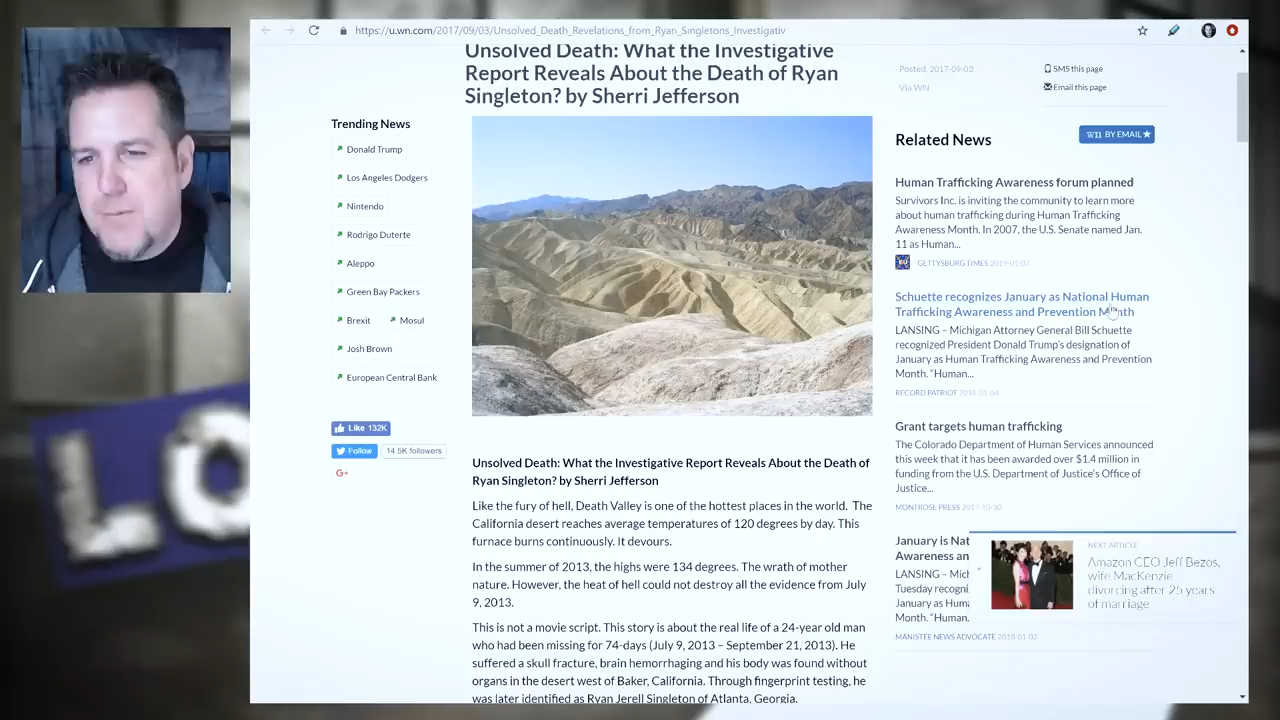 https://u.wn.com/2017/09/03/Unsolved_Death_Revelations_from_Ryan_Singletons_Investigativ
Unsolved Death: What the Investigative
Report Reveals About the Death of Ryan
Singleton? by Sherri Jefferson
Posted: 2017-09-03
Via WN
SMS this page
Email this page
Trending News
Donald Trump
Los Angeles Dodgers
Nintendo
Rodrigo Duterte
Aleppo
Green Bay Packers
Brexit
Mosul
Josh Brown
European Central Bank
Like 132K
Follow
14.5K followers
G+
Unsolved Death: What the Investigative Report Reveals About the Death of
Ryan Singleton? by Sherri Jefferson
Like the fury of hell, Death Valley is one of the hottest places in the world. The
California desert reaches average temperatures of 120 degrees by day. This
furnace burns continuously. It devours.
In the summer of 2013, the highs were 134 degrees. The wrath of mother
nature. However, the heat of hell could not destroy all the evidence from July
9, 2013.
This is not a movie script. This story is about the real life of a 24-year old man
who had been missing for 74-days (July 9, 2013 – September 21, 2013). He
suffered a skull fracture, brain hemorrhaging and his body was found without
organs in the desert west of Baker, California. Through fingerprint testing, he
was later identified as Ryan Jerell Singleton of Atlanta, Georgia.
Related News
wn BY EMAIL
Human Trafficking Awareness forum planned
Survivors Inc. is inviting the community to learn more
about human trafficking during Human Trafficking
Awareness Month. In 2007, the U.S. Senate named Jan.
11 as Human...
GETTYSBURG TIMES 2019-01-07
Schuette recognizes January as National Human
Trafficking Awareness and Prevention Month
LANSING – Michigan Attorney General Bill Schuette
recognized President Donald Trump's designation of
January as Human Trafficking Awareness and Prevention
Month. “Human...
RECORD PATRIOT 2018-01-04
Grant targets human trafficking
The Colorado Department of Human Services announced
this week that it has been awarded over $1.4 million in
funding from the U.S. Department of Justice's Office of
Justice...
MONTROSE PRESS 2017-10-30
January is Nat
Awareness an
LANSING – Mich
Tuesday recogni
January as Huma
Month. “Human.
MANISTEE NEWS ADVOCATE 2018-01-02
NEXT ARTICLE
Amazon CEO Jeff Bezos,
wife MacKenzie
divorcing after 25 years
of marriage